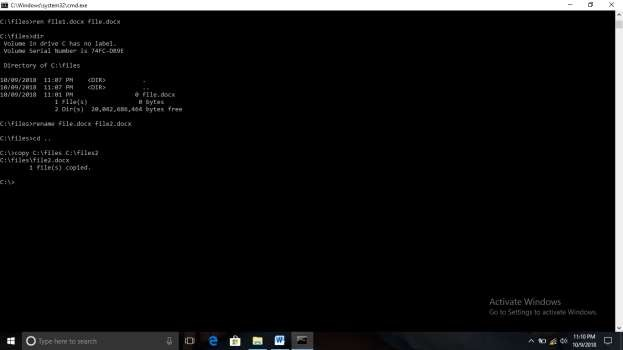 C:\Windows\system32\cmd.exe
C:\files>ren file1.docx file.docx
C:\files>dir
Volume in drive C has no label.
Volume Serial Number is 74FC-DR9E
Directory of C:\files
10/09/2018 11:07 PM <DIR> .
10/09/2018 11:07 PM <DIR> ..
10/09/2018 11:01 PM 0 file.docx
1 File(s) 0 bytes
2 Dir(s) 20,042,686,464 bytes free
C:\files>rename file.docx file2.docx
C:\files>cd ..
C:\>copy C:\files C:\files2
C:\files\file2.docx
1 file(s) copied.
C:\>
Activate Windows
Go to Settings to activate Windows.
Type here to search
11:10 PM
10/9/2018